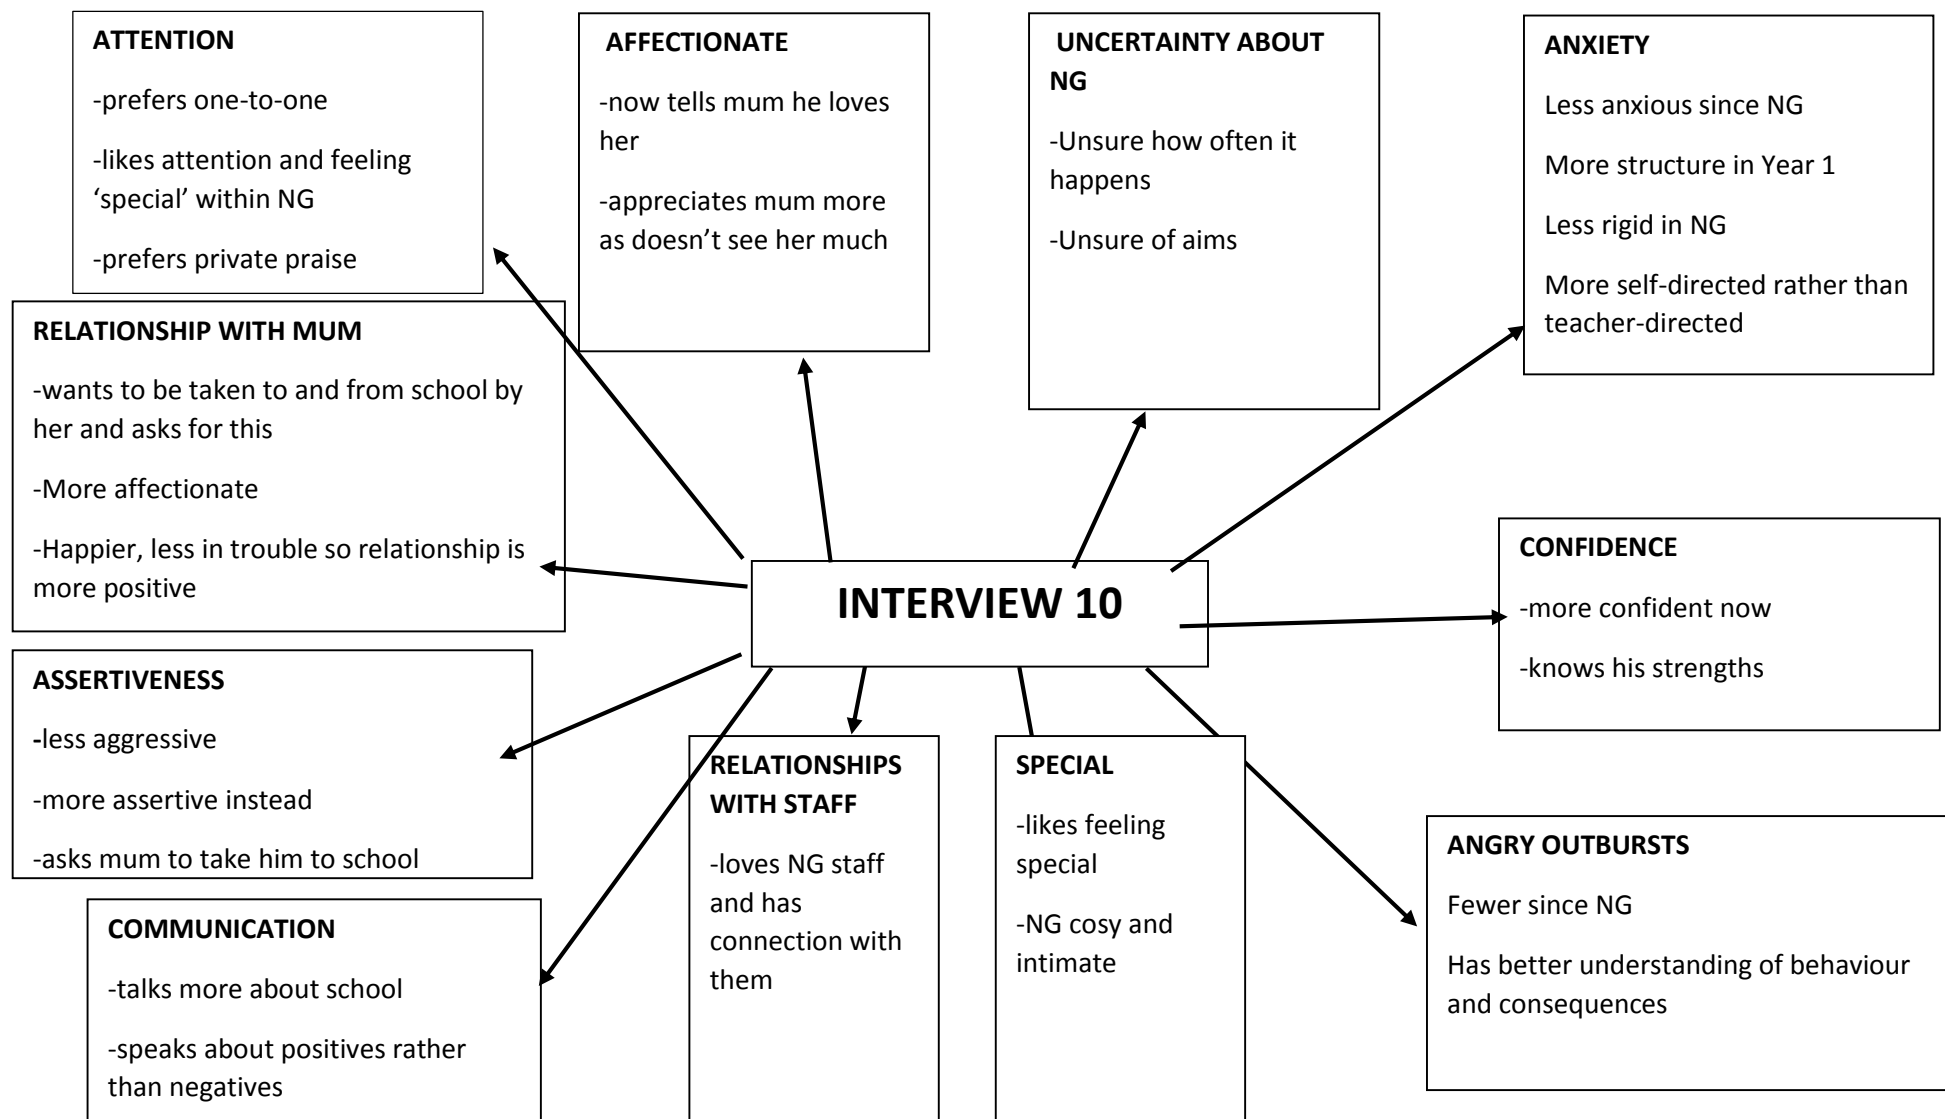 ATTENTION
-prefers one-to-one
-likes attention and feeling
‘special’ within NG
-prefers private praise
AFFECTIONATE
-now tells mum he loves
her
-appreciates mum more
as doesn’t see her much
UNCERTAINTY ABOUT
NG
-Unsure how often it
happens
-Unsure of aims
ANXIETY
Less anxious since NG
More structure in Year 1
Less rigid in NG
More self-directed rather than
teacher-directed
RELATIONSHIP WITH MUM
-wants to be taken to and from school by
her and asks for this
-More affectionate
-Happier, less in trouble so relationship is
more positive
INTERVIEW 10
CONFIDENCE
-more confident now
-knows his strengths
ASSERTIVENESS
-less aggressive
-more assertive instead
-asks mum to take him to school
RELATIONSHIPS
WITH STAFF
-loves NG staff
and has
connection with
them
SPECIAL
-likes feeling
special
-NG cosy and
intimate
ANGRY OUTBURSTS
Fewer since NG
Has better understanding of behaviour
and consequences
COMMUNICATION
-talks more about school
-speaks about positives rather
than negatives